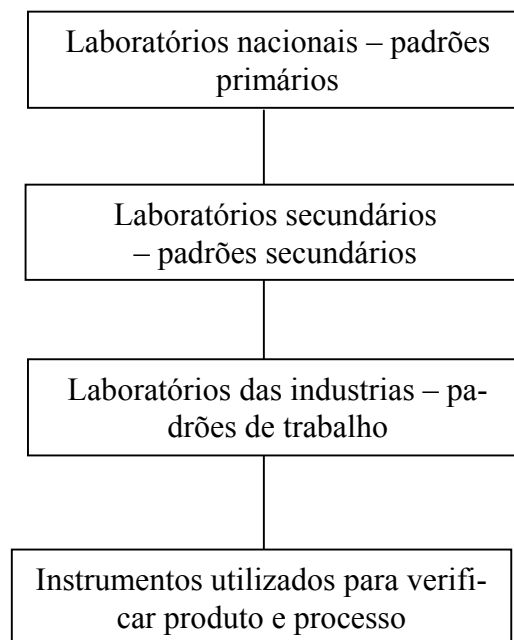 Laboratórios nacionais – padrões
primários
Laboratórios secundários
– padrões secundários
Laboratórios das industrias – pa-
drões de trabalho
Instrumentos utilizados para verifi-
car produto e processo